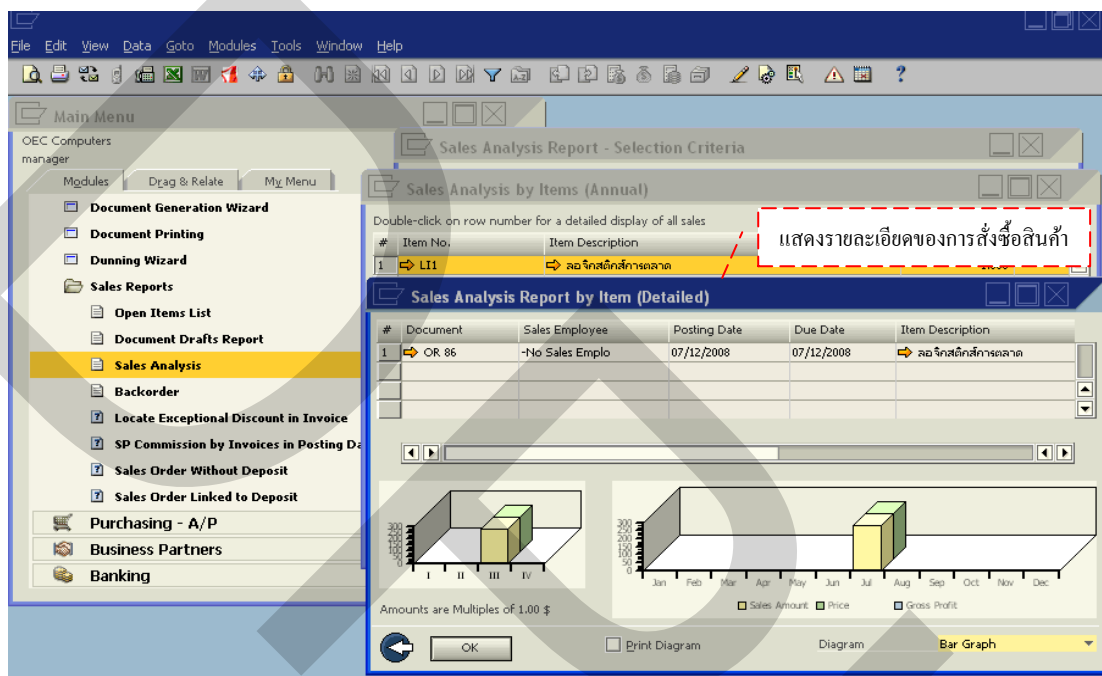 File Edit View Data Goto Modules Tools Window Help
Main Menu
OEC Computers
manager
Modules Drag & Relate My Menu
Document Generation Wizard
Document Printing
Dunning Wizard
Sales Reports
Open Items List
Document Drafts Report
Sales Analysis
Backorder
Locate Exceptional Discount in Invoice
SP Commission by Invoices in Posting Da
Sales Order Without Deposit
Sales Order Linked to Deposit
Purchasing - A/P
Business Partners
Banking
Sales Analysis Report - Selection Criteria
Sales Analysis by Items (Annual)
Double-click on row number for a detailed display of all sales
# Item No. Item Description
1 LI1 ลอจิกสติกส์การตลาด
แสดงรายละเอียดของการสั่งซื้อสินค้า
Sales Analysis Report by Item (Detailed)
# Document Sales Employee Posting Date Due Date Item Description
1 OR 86 -No Sales Emplo 07/12/2008 07/12/2008 ลอจิกสติกส์การตลาด
300
250
200
150
100
50
0
I II III IV
300
250
200
150
100
50
0
Jan Feb Mar Apr May Jun Jul Aug Sep Oct Nov Dec
Sales Amount Price Gross Profit
Amounts are Multiples of 1.00 $
OK Print Diagram Diagram Bar Graph